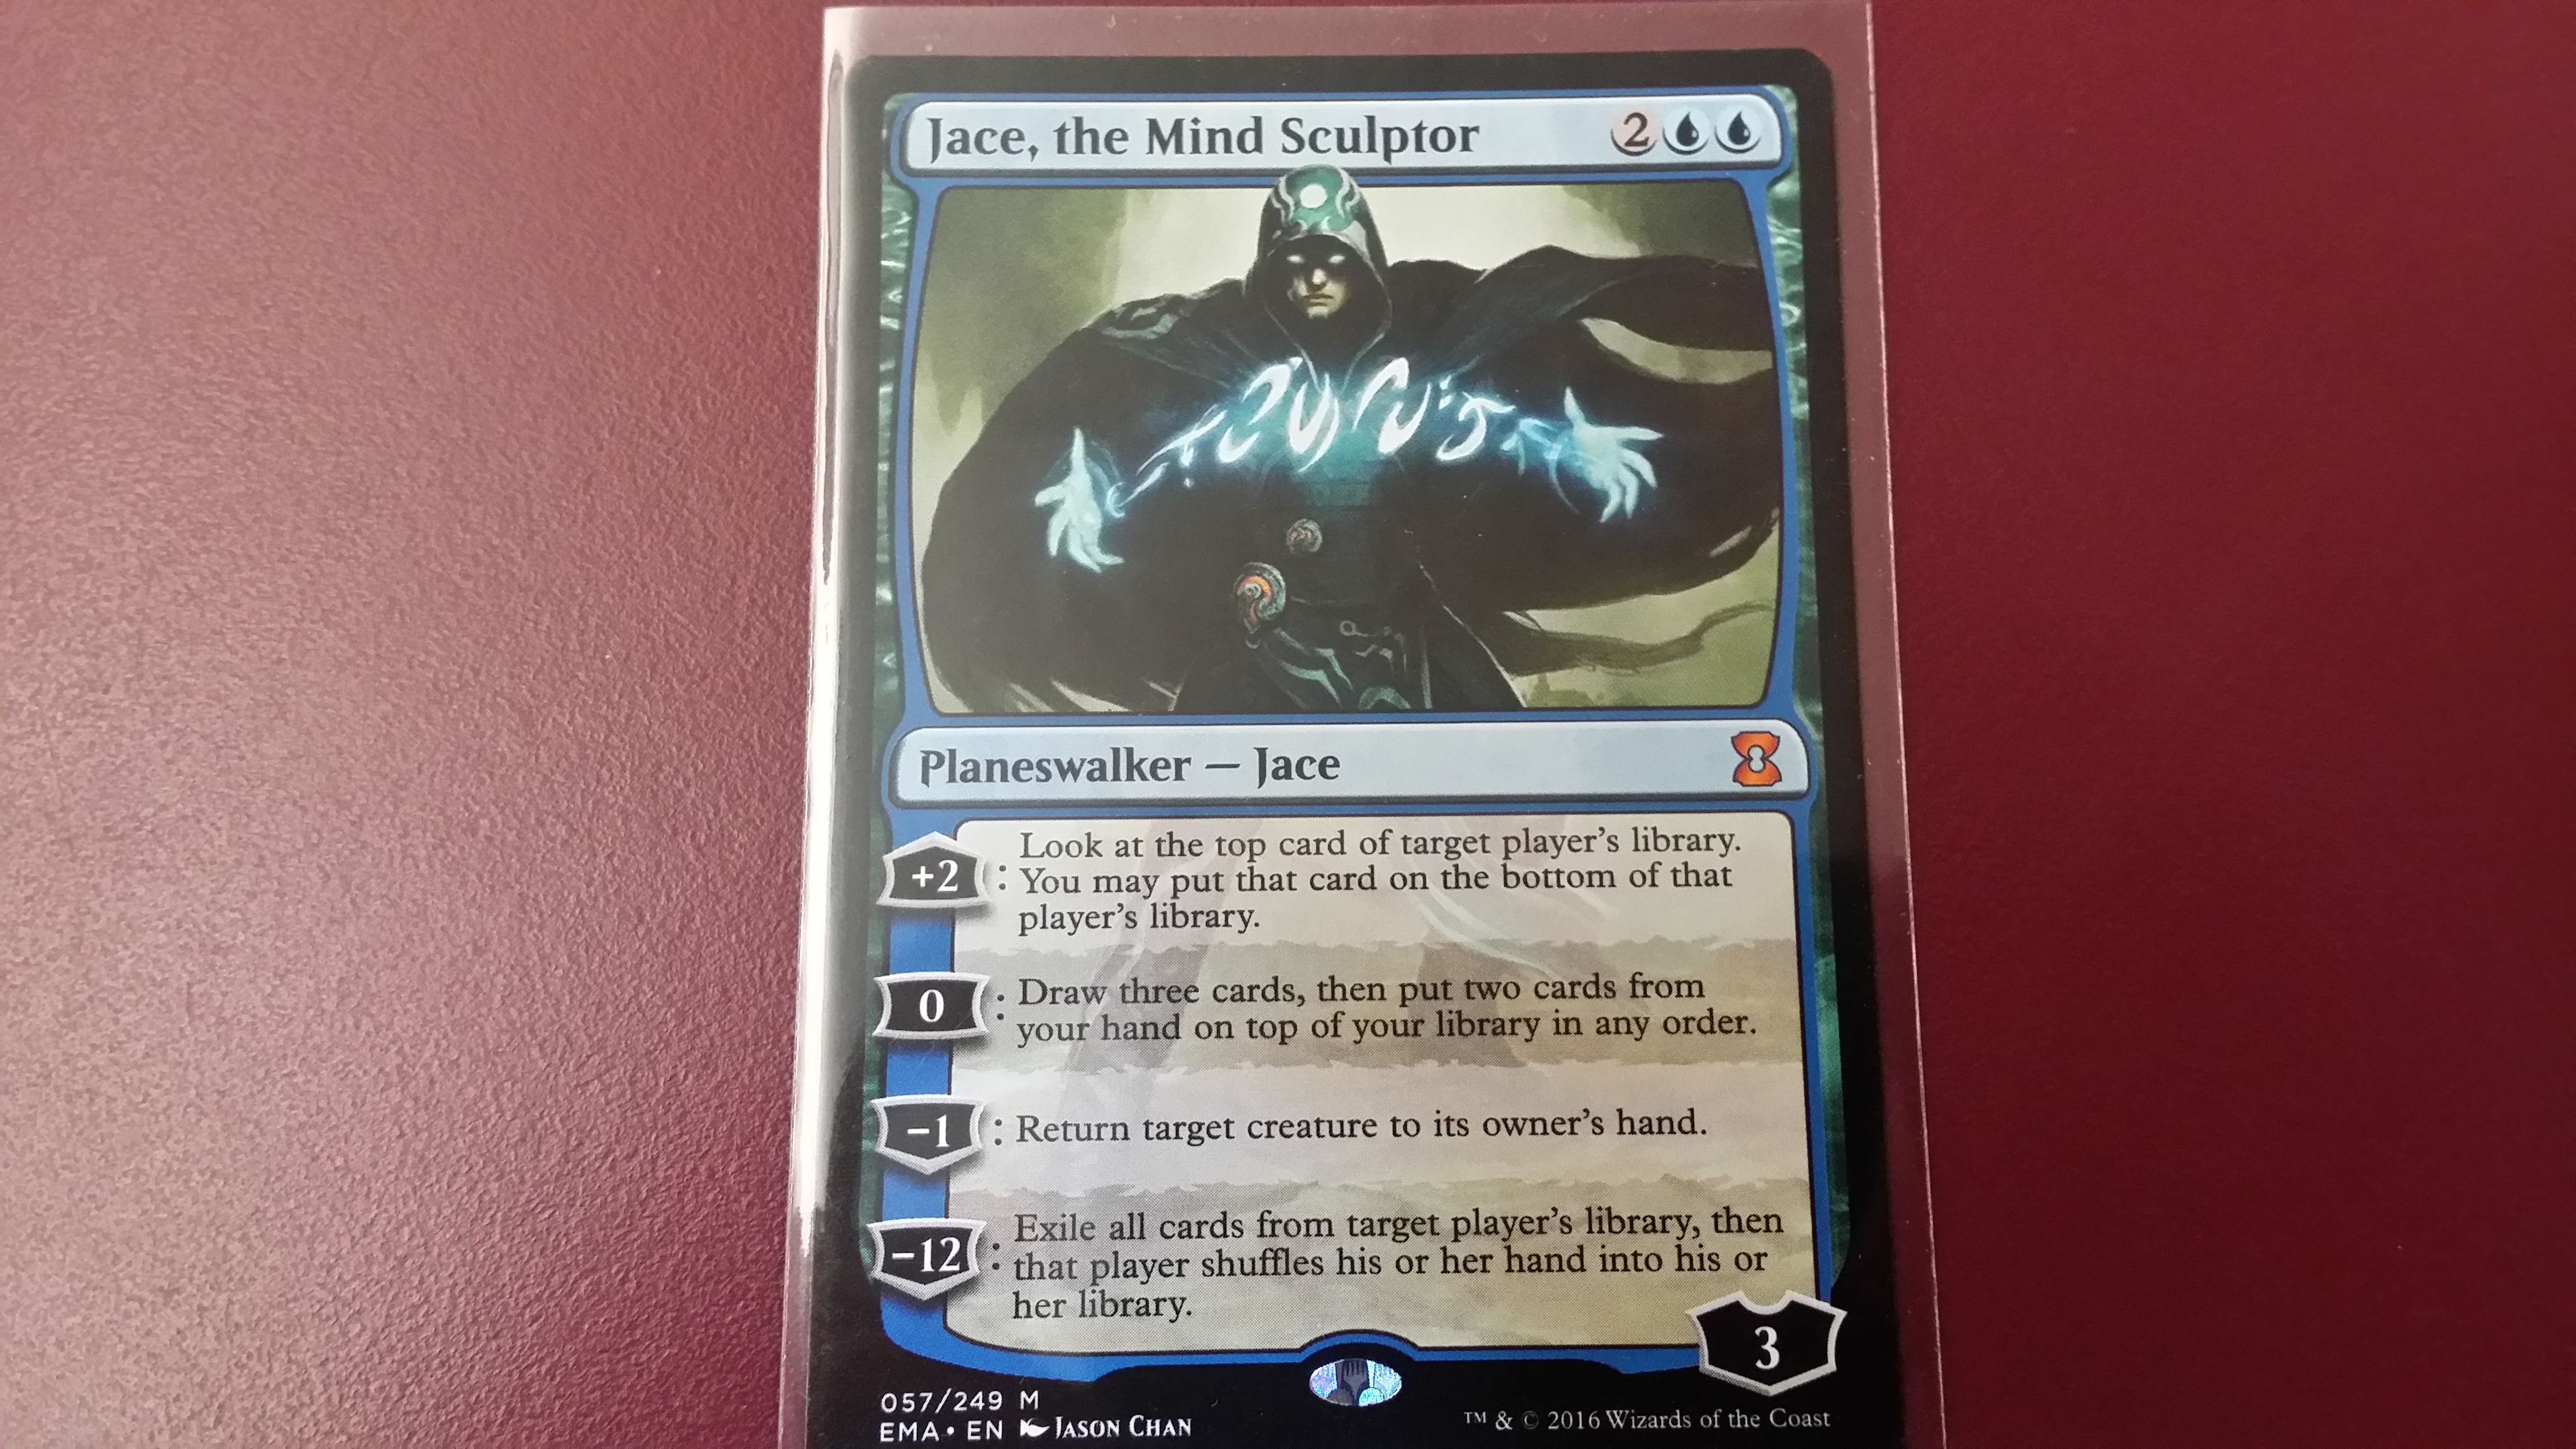 Jace, the Mind Sculptor 2
Planeswalker — Jace
+2: Look at the top card of target player's library.
You may put that card on the bottom of that
player's library.
0: Draw three cards, then put two cards from
your hand on top of your library in any order.
−1: Return target creature to its owner's hand.
−12: Exile all cards from target player's library, then
that player shuffles his or her hand into his or
her library.
3
057/249 M
EMA • EN Jason Chan
™ & © 2016 Wizards of the Coast